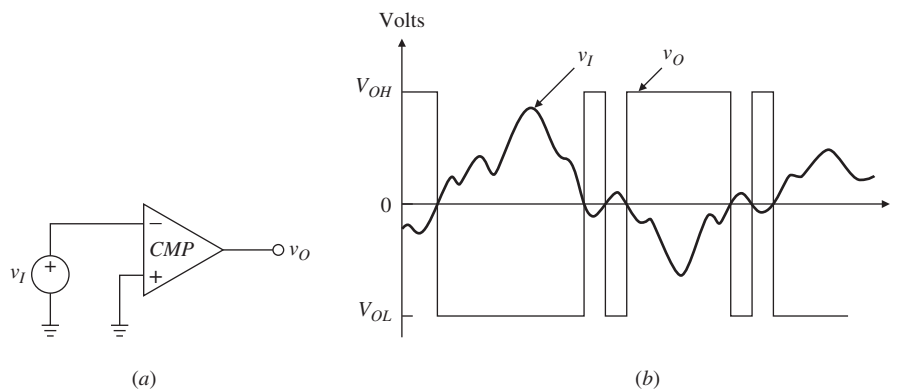 Volts
v_I
v_O
V_OH
0
V_OL
v_I
+
−
CMP
+
v_O
(a)
(b)